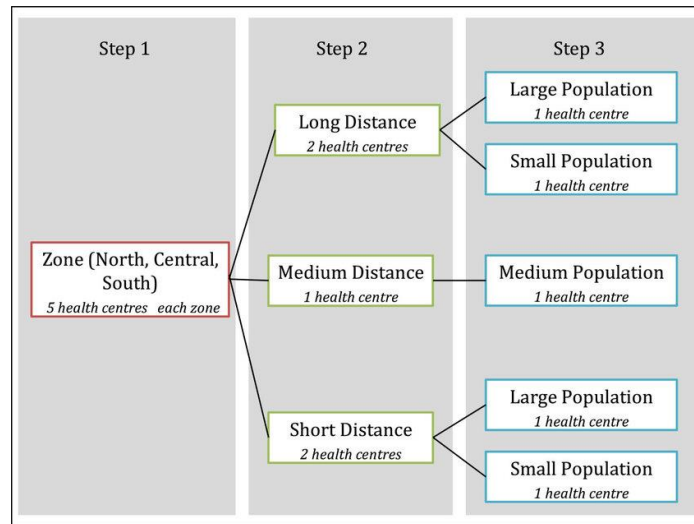 Step 1
Step 2
Step 3
Zone (North, Central,
South)
5 health centres each zone
Long Distance
2 health centres
Medium Distance
1 health centre
Short Distance
2 health centres
Large Population
1 health centre
Small Population
1 health centre
Medium Population
1 health centre
Large Population
1 health centre
Small Population
1 health centre